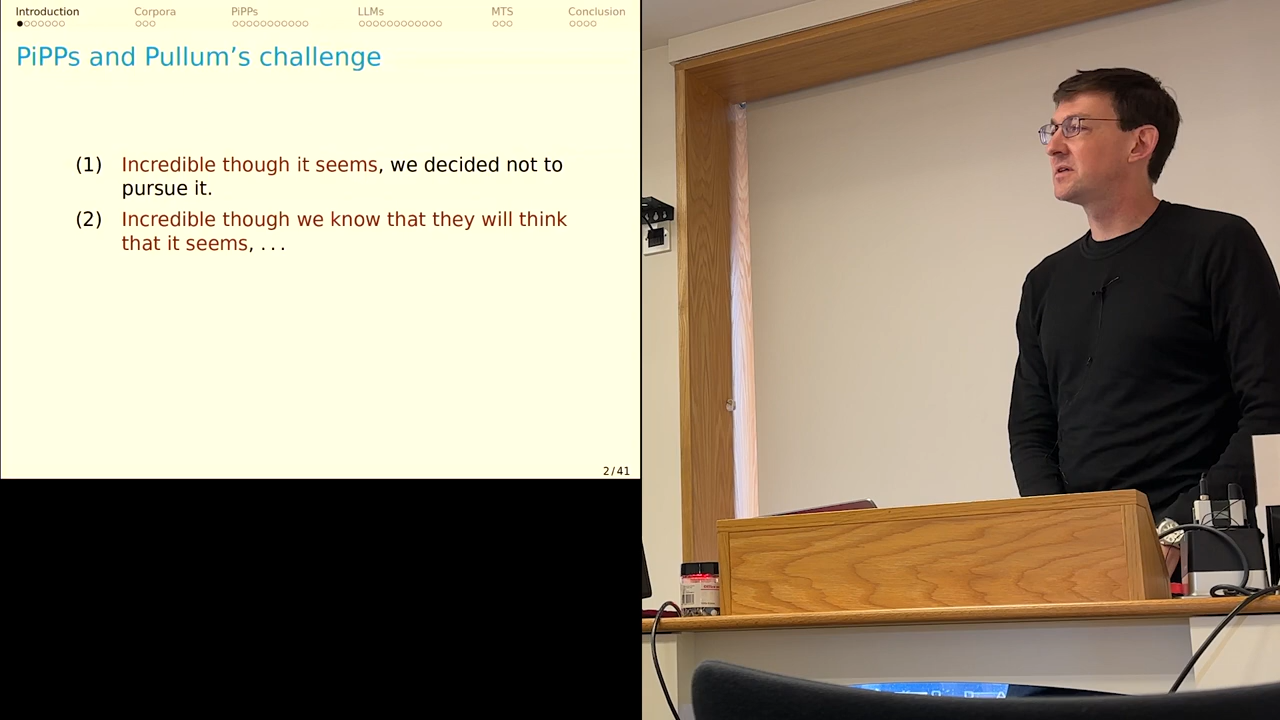 Introduction Corpora PiPPs LLMs MTS Conclusion
PiPPs and Pullum's challenge
(1) Incredible though it seems, we decided not to
pursue it.
(2) Incredible though we know that they will think
that it seems, . . .
2 / 41